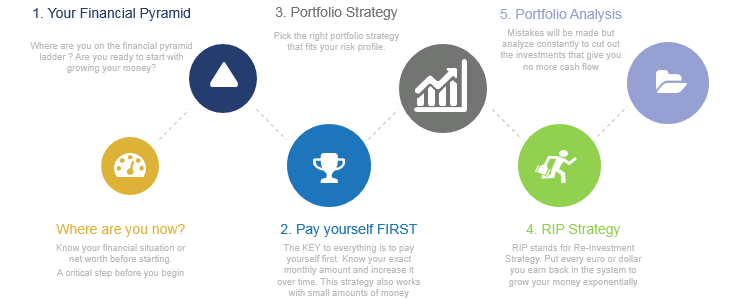 1. Your Financial Pyramid
Where are you on the financial pyramid
ladder ? Are you ready to start with
growing your money?
3. Portfolio Strategy
Pick the right portfolio strategy
that fits your risk profile.
5. Portfolio Analysis
Mistakes will be made but
analyze constantly to cut out
the investments that give you
no more cash flow
Where are you now?
Know your financial situation or
net worth before starting.
A critical step before you begin
2. Pay yourself FIRST
The KEY to everything is to pay
yourself first. Know your exact
monthly amount and increase it
over time. This strategy also works
with small amounts of money
4. RIP Strategy
RIP stands for Re-Investment
Strategy. Put every euro or dollar
you earn back in the system to
grow your money exponentially